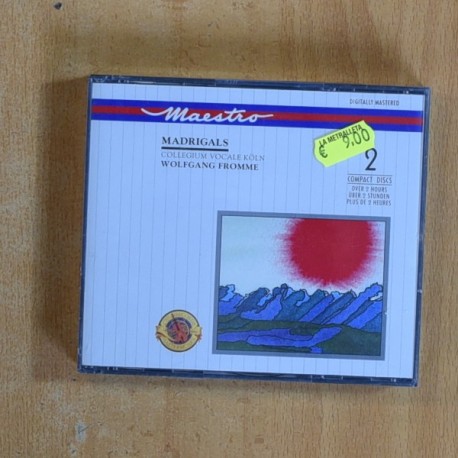 DIGITALLY MASTERED
Maestro
LA METRALLETA
€ 9,00
MADRIGALS
COLLEGIUM VOCALE KÖLN
WOLFGANG FROMME
2
COMPACT · DISCS
OVER 2 HOURS
ÜBER 2 STUNDEN
PLUS DE 2 HEURES